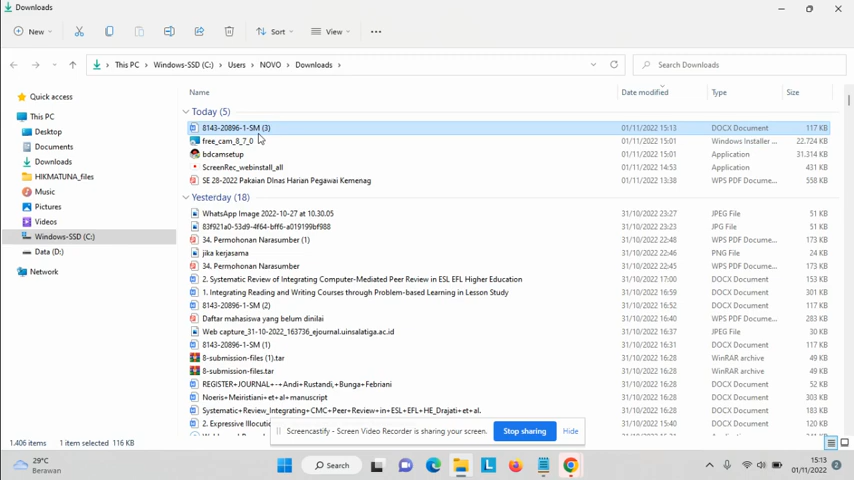 Downloads
New
Sort
View
This PC
Windows-SSD (C:)
Users
NOVO
Downloads
Search Downloads
Name
Date modified
Type
Size
Quick access
This PC
Desktop
Documents
Downloads
HIKMATUNA_files
Music
Pictures
Videos
Windows-SSD (C:)
Data (D:)
Network
Today (5)
8143-20896-1-SM (3) 01/11/2022 15:13 DOCX Document 117 KB
free_cam_8_7_0 01/11/2022 15:01 Windows Installer ... 22.724 KB
bdcamsetup 01/11/2022 15:01 Application 31.314 KB
ScreenRec_webinstall_all 01/11/2022 14:53 Application 431 KB
SE 28-2022 Pakaian DInas Harian Pegawai Kemenag 01/11/2022 13:38 WPS PDF Docume... 558 KB
Yesterday (18)
WhatsApp Image 2022-10-27 at 10.30.05 31/10/2022 23:27 JPEG File 51 KB
83f921a0-53d9-4f64-bff6-a019199bf988 31/10/2022 23:23 JPEG File 51 KB
34. Permohonan Narasumber (1) 31/10/2022 22:48 WPS PDF Docume... 93 KB
jika kerjasama 31/10/2022 22:46 PNG File 24 KB
34. Permohonan Narasumber 31/10/2022 22:45 WPS PDF Docume... 93 KB
2. Systematic Review of Integrating Computer-Mediated Peer Review in ESL EFL Higher Education 31/10/2022 17:00 DOCX Document 153 KB
1. Integrating Reading and Writing Courses through Problem-based Learning in Lesson Study 31/10/2022 16:59 DOCX Document 301 KB
8143-20896-1-SM (2) 31/10/2022 16:52 DOCX Document 117 KB
Daftar mahasiswa yang belum dinilai 31/10/2022 16:40 WPS PDF Docume... 283 KB
Web capture_31-10-2022_163736_ejournal.uinsalatiga.ac.id 31/10/2022 16:37 JPEG File 30 KB
8143-20896-1-SM (1) 31/10/2022 16:28 DOCX Document 117 KB
8-submission-files (1).tar 31/10/2022 16:28 WinRAR archive 49 KB
8-submission-files.tar 31/10/2022 16:28 WinRAR archive 49 KB
REGISTER+JOURNAL+-+Andi+Rustandi,+Bunga+Febriani 31/10/2022 16:28 DOCX Document 47 KB
Noeris+Meiristiani+et+al+manuscript 31/10/2022 16:28 DOCX Document 303 KB
Systematic+Review_Integrating+CMC+Peer+Review+in+ESL+EFL+HE_Drajati+et+al. 31/10/2022 16:28 DOCX Document 98 KB
2. Expressive Illocuti 31/10/2022 15:40 DOCX Document 94 KB
Screencastify - Screen Video Recorder is sharing your screen.
Stop sharing
Hide
1.406 items
1 item selected 116 KB
29°C
Berawan
Search
15:13
01/11/2022